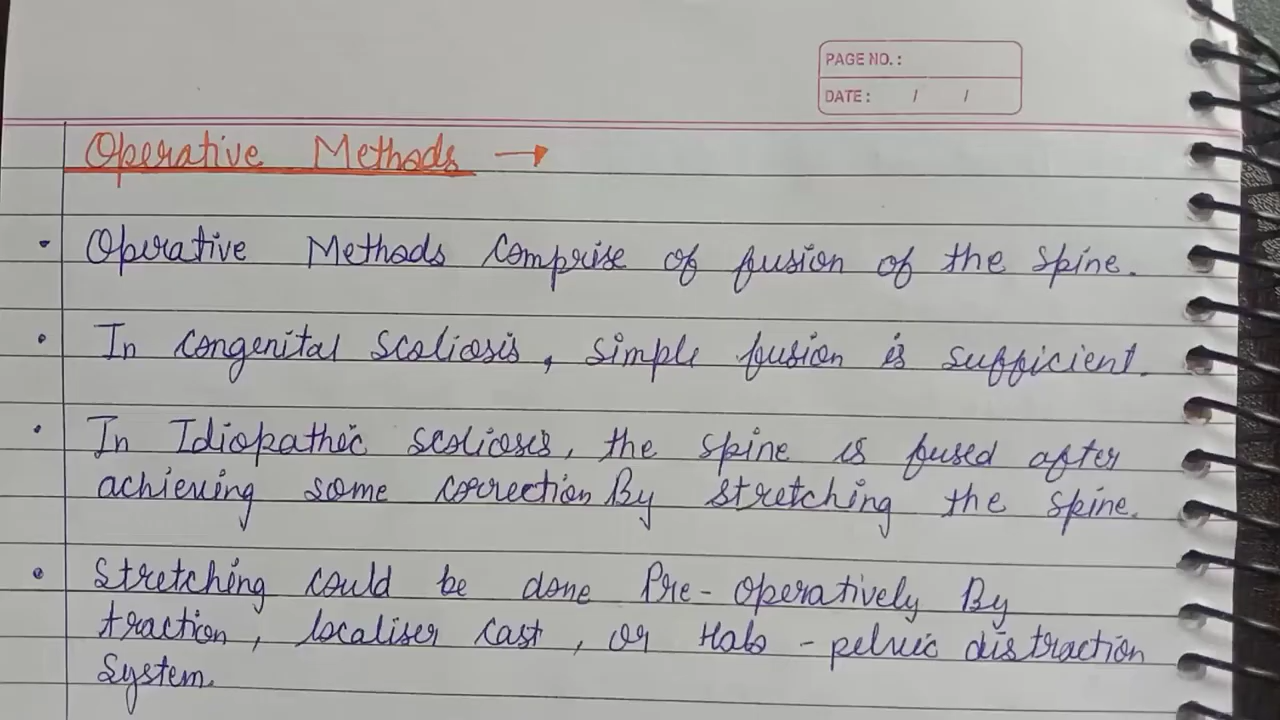 PAGE NO.:
DATE: / /
Operative Methods →
• Operative Methods comprise of fusion of the spine.
• In congenital scoliosis, simple fusion is sufficient.
• In Idiopathic scoliosis, the spine is fused after
achieving some correction By stretching the spine.
• Stretching could be done Pre-operatively By
traction, localiser cast, or Halo-pelvic distraction
System.